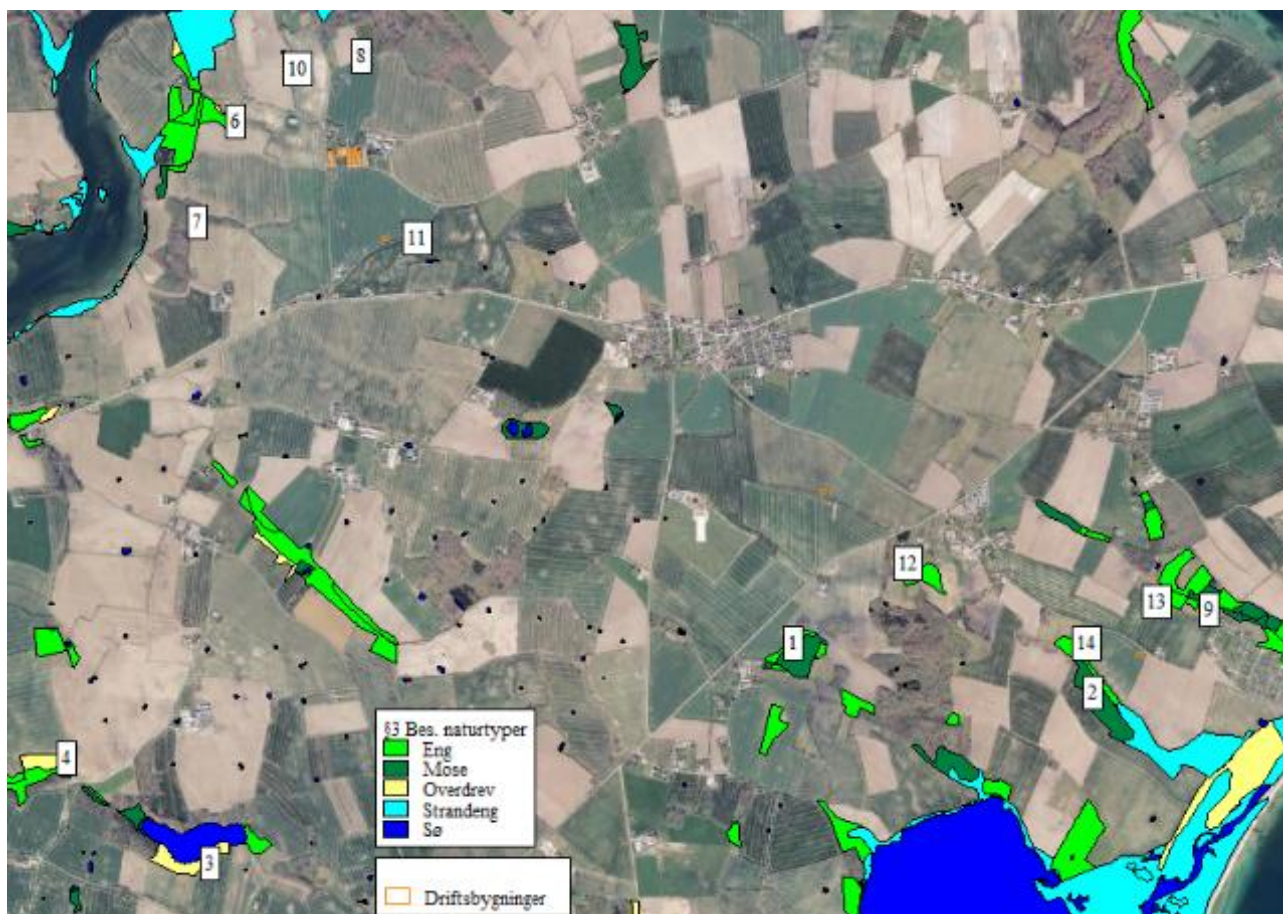 8
10
6
7
11
12
13
9
1
14
2
4
3
§3 Bes. naturtyper
Eng
Mose
Overdrev
Strandeng
Sø
Driftsbygninger